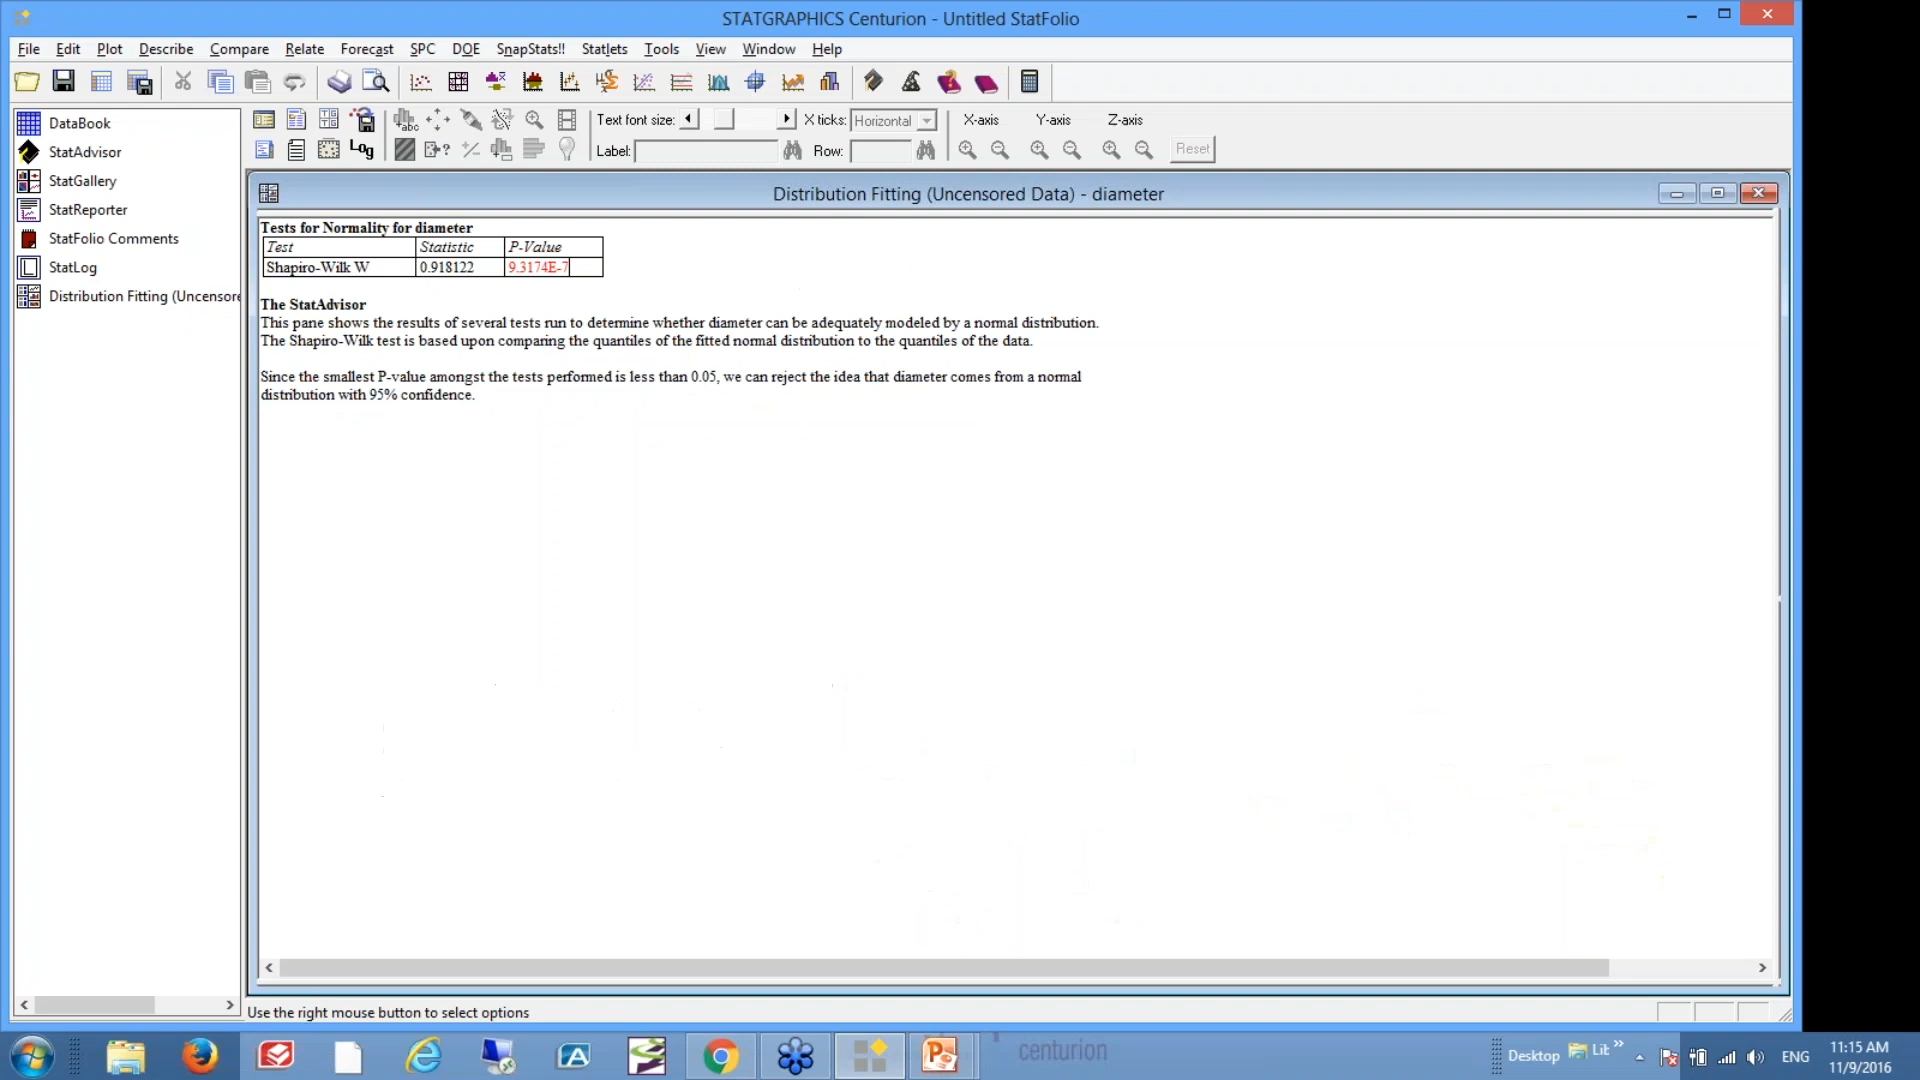 STATGRAPHICS Centurion - Untitled StatFolio
File Edit Plot Describe Compare Relate Forecast SPC DOE SnapStats!! Statlets Tools View Window Help
Text font size: X ticks: Horizontal X-axis Y-axis Z-axis
Log Label: Row: Reset
DataBook
StatAdvisor
StatGallery
StatReporter
StatFolio Comments
StatLog
Distribution Fitting (Uncensore
Distribution Fitting (Uncensored Data) - diameter
Tests for Normality for diameter
Test Statistic P-Value
Shapiro-Wilk W 0.918122 9.3174E-7
The StatAdvisor
This pane shows the results of several tests run to determine whether diameter can be adequately modeled by a normal distribution.
The Shapiro-Wilk test is based upon comparing the quantiles of the fitted normal distribution to the quantiles of the data.
Since the smallest P-value amongst the tests performed is less than 0.05, we can reject the idea that diameter comes from a normal
distribution with 95% confidence.
Use the right mouse button to select options
centurion
Desktop Lib ENG 11:15 AM
11/9/2016